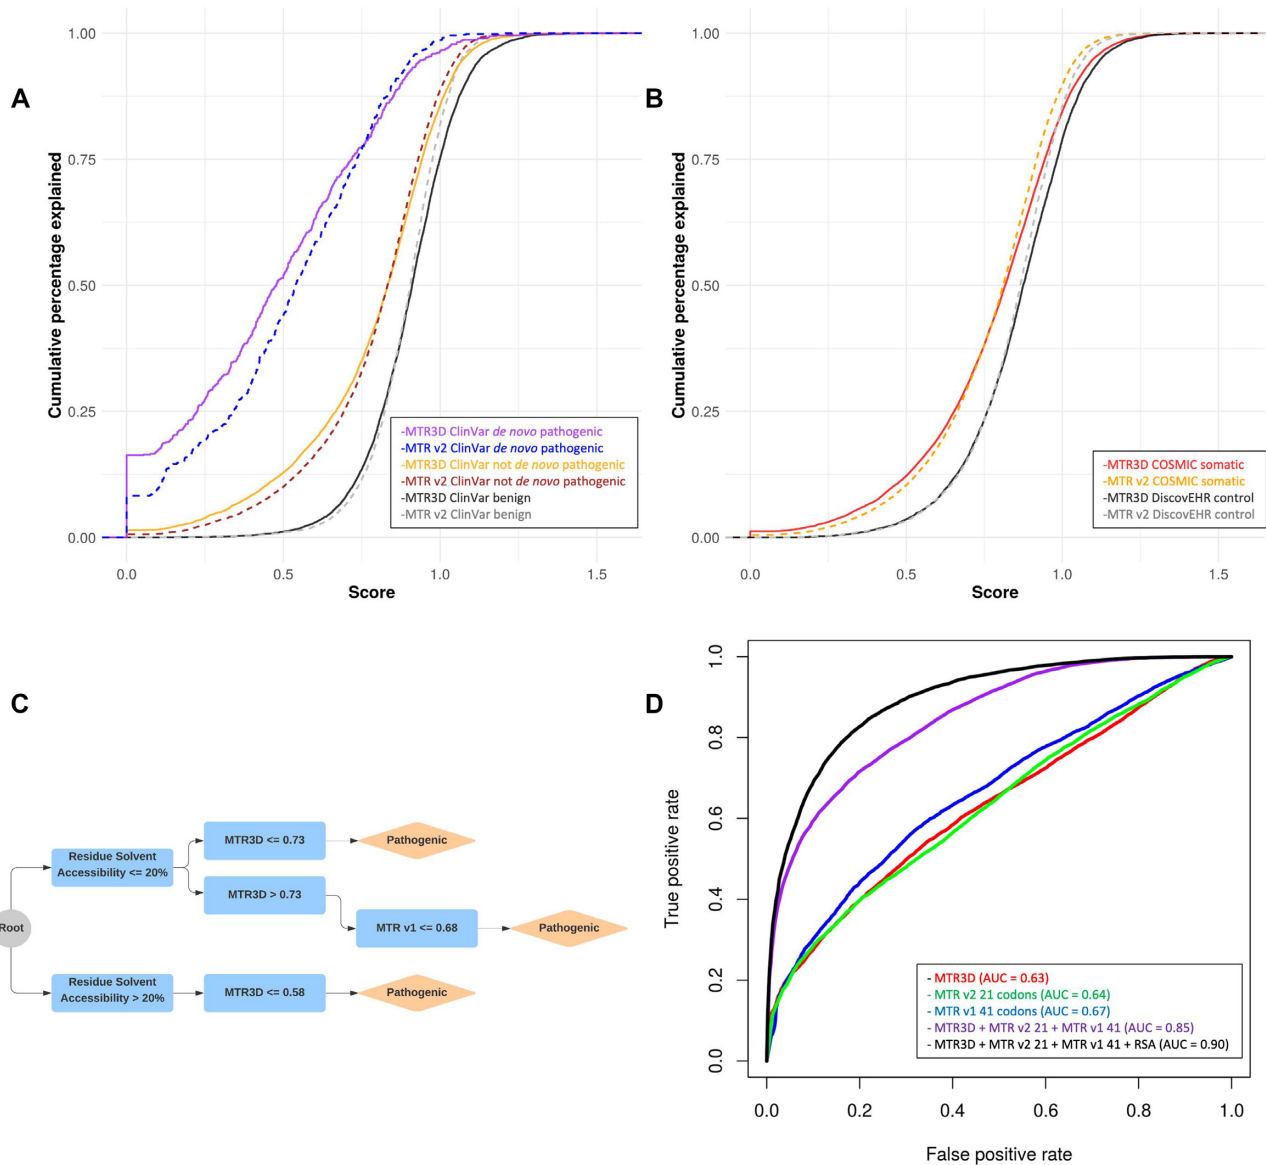 A
1.00
0.75
0.50
0.25
0.00
Cumulative percentage explained
-MTR3D ClinVar de novo pathogenic
-MTR v2 ClinVar de novo pathogenic
-MTR3D ClinVar not de novo pathogenic
-MTR v2 ClinVar not de novo pathogenic
-MTR3D ClinVar benign
-MTR v2 ClinVar benign
0.0 0.5 1.0 1.5
Score
B
1.00
0.75
0.50
0.25
0.00
Cumulative percentage explained
-MTR3D COSMIC somatic
-MTR v2 COSMIC somatic
-MTR3D DiscovEHR control
-MTR v2 DiscovEHR control
0.0 0.5 1.0 1.5
Score
C
Root
Residue Solvent
Accessibility <= 20%
MTR3D <= 0.73
Pathogenic
MTR3D > 0.73
MTR v1 <= 0.68
Pathogenic
Residue Solvent
Accessibility > 20%
MTR3D <= 0.58
Pathogenic
D
1.0
0.8
0.6
0.4
0.2
0.0
True positive rate
- MTR3D (AUC = 0.63)
- MTR v2 21 codons (AUC = 0.64)
- MTR v1 41 codons (AUC = 0.67)
- MTR3D + MTR v2 21 + MTR v1 41 (AUC = 0.85)
- MTR3D + MTR v2 21 + MTR v1 41 + RSA (AUC = 0.90)
0.0 0.2 0.4 0.6 0.8 1.0
False positive rate